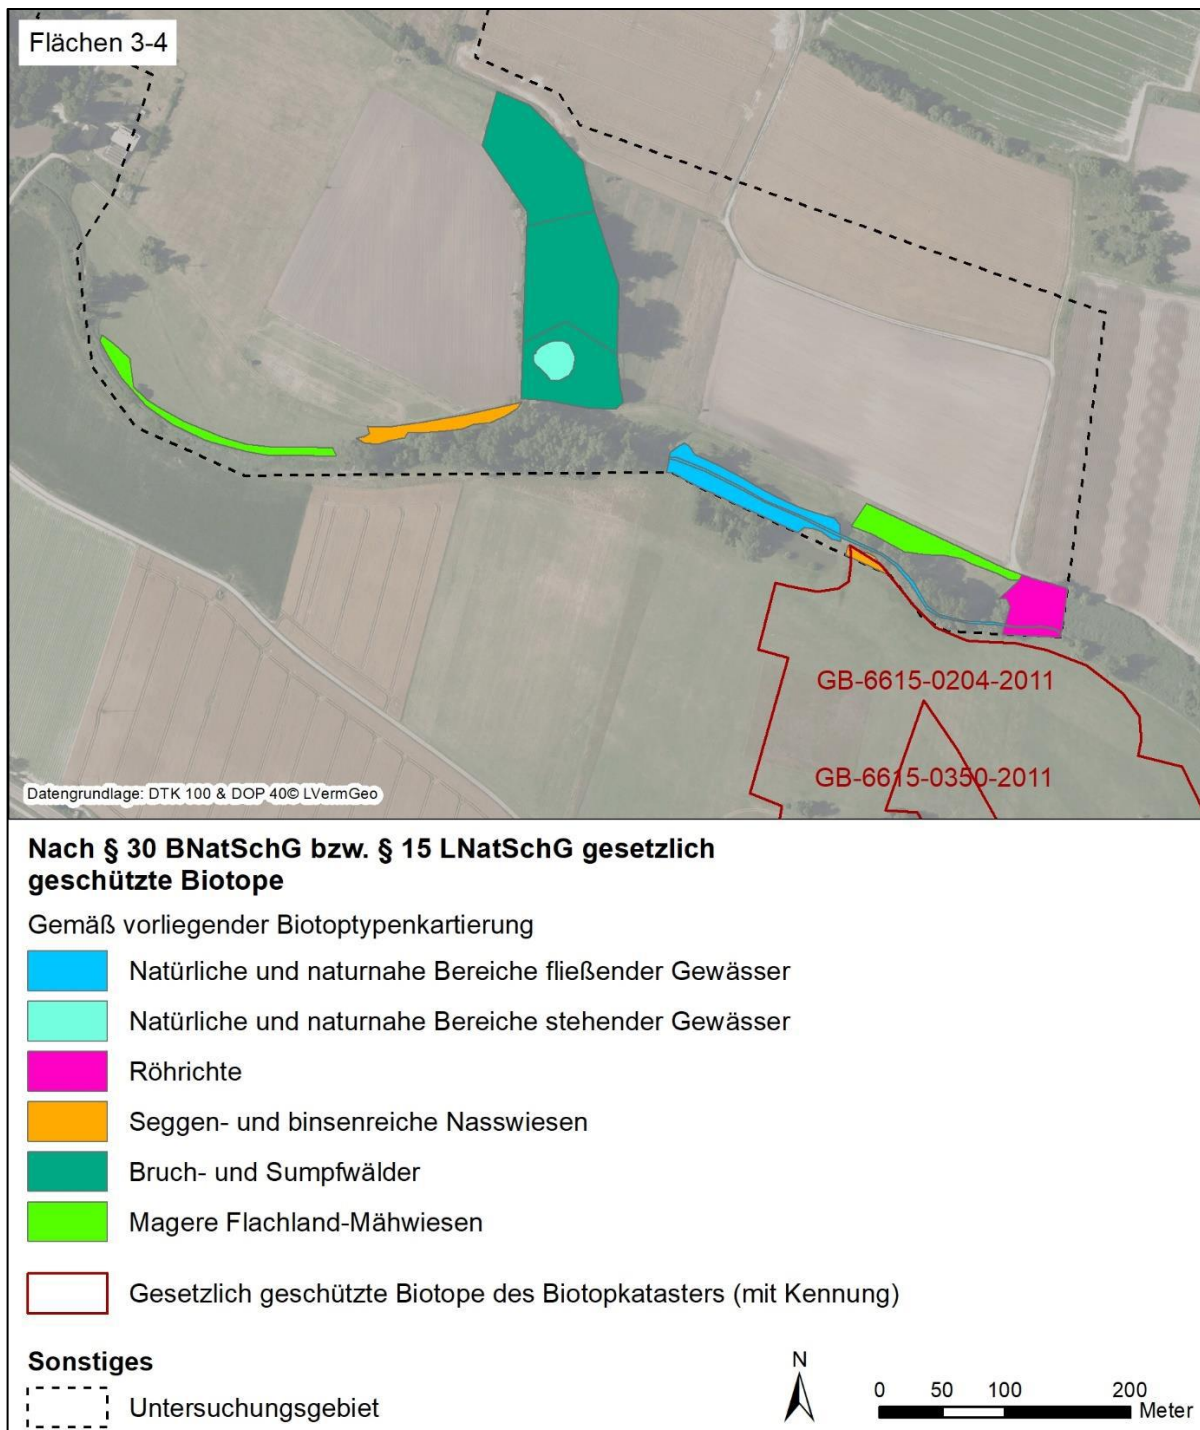 Flächen 3-4
GB-6615-0204-2011
GB-6615-0350-2011
Datengrundlage: DTK 100 & DOP 40© LVermGeo
Nach § 30 BNatSchG bzw. § 15 LNatSchG gesetzlich
geschützte Biotope
Gemäß vorliegender Biotoptypenkartierung
Natürliche und naturnahe Bereiche fließender Gewässer
Natürliche und naturnahe Bereiche stehender Gewässer
Röhrichte
Seggen- und binsenreiche Nasswiesen
Bruch- und Sumpfwälder
Magere Flachland-Mähwiesen
Gesetzlich geschützte Biotope des Biotopkatasters (mit Kennung)
Sonstiges
Untersuchungsgebiet
N
0 50 100 200
Meter